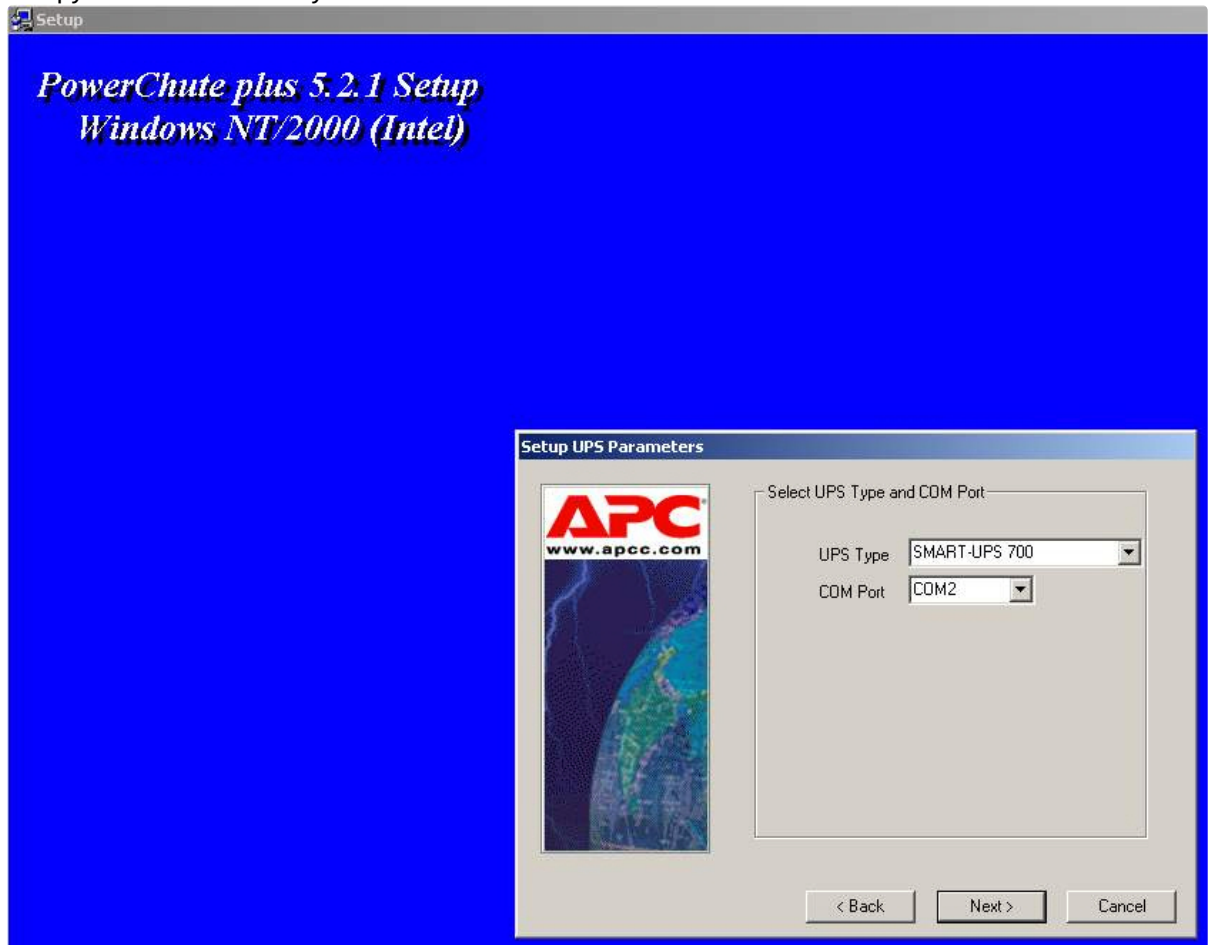 Setup
PowerChute plus 5.2.1 Setup
Windows NT/2000 (Intel)
Setup UPS Parameters
APC
www.apcc.com
Select UPS Type and COM Port
UPS Type SMART-UPS 700
COM Port COM2
< Back Next > Cancel